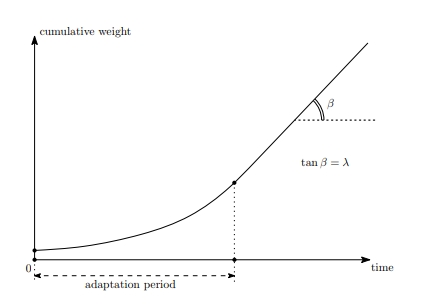 cumulative weight
β
tan β = λ
0
time
adaptation period